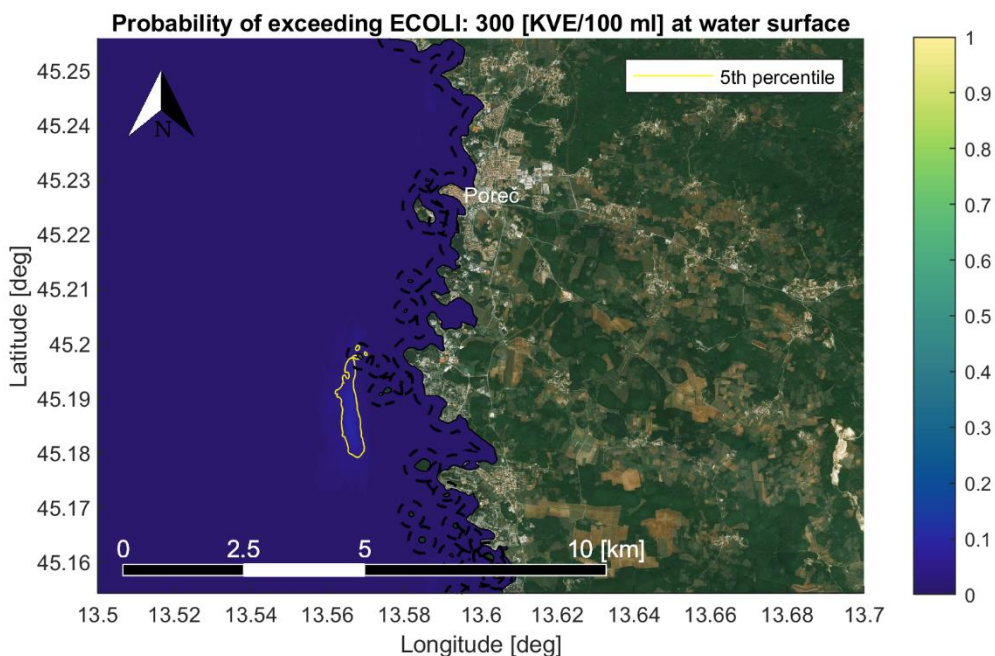 Probability of exceeding ECOLI: 300 [KVE/100 ml] at water surface
5th percentile
N
Poreč
Latitude [deg]
45.25
45.24
45.23
45.22
45.21
45.2
45.19
45.18
45.17
45.16
0 2.5 5 10 [km]
13.5 13.52 13.54 13.56 13.58 13.6 13.62 13.64 13.66 13.68 13.7
Longitude [deg]
1
0.9
0.8
0.7
0.6
0.5
0.4
0.3
0.2
0.1
0